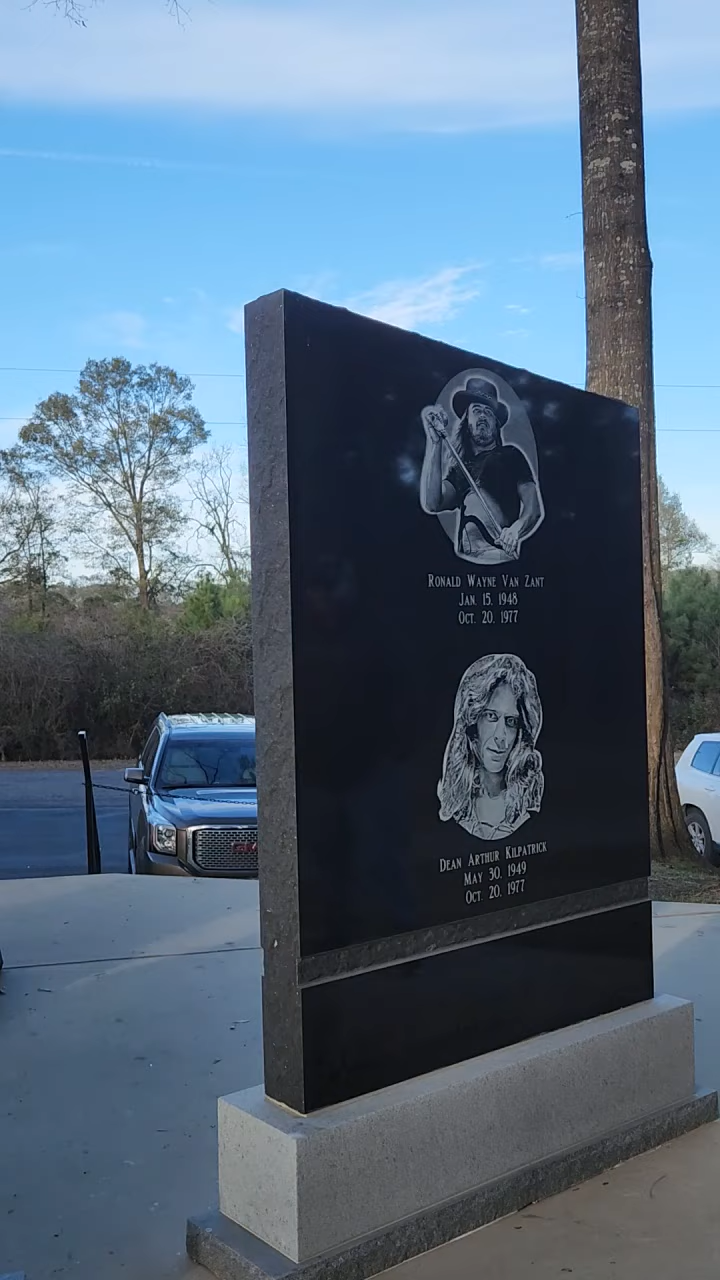 Ronald Wayne Van Zant
Jan. 15, 1948
Oct. 20, 1977
Dean Arthur Kilpatrick
May 30, 1949
Oct. 20, 1977
GMC